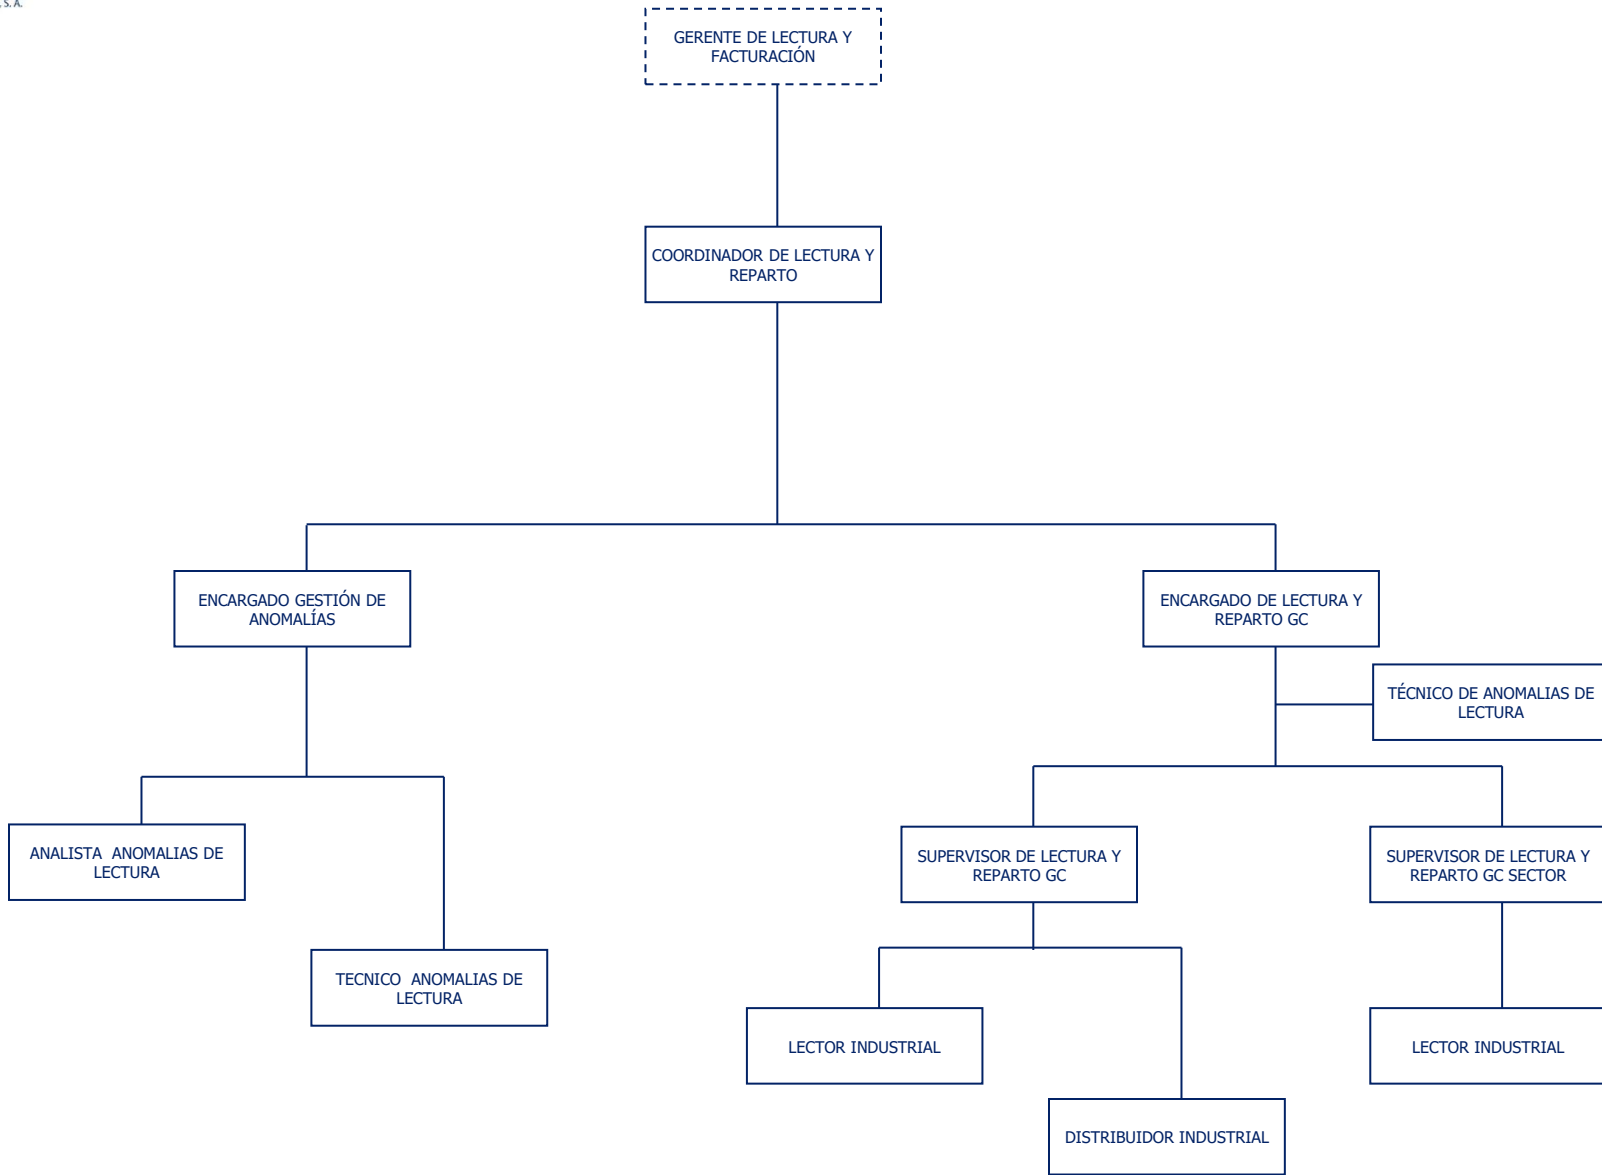 S.A.
GERENTE DE LECTURA Y
FACTURACIÓN
COORDINADOR DE LECTURA Y
REPARTO
ENCARGADO GESTIÓN DE
ANOMALÍAS
ENCARGADO DE LECTURA Y
REPARTO GC
TÉCNICO DE ANOMALIAS DE
LECTURA
ANALISTA  ANOMALIAS DE
LECTURA
SUPERVISOR DE LECTURA Y
REPARTO GC
SUPERVISOR DE LECTURA Y
REPARTO GC SECTOR
TECNICO  ANOMALIAS DE
LECTURA
LECTOR INDUSTRIAL
LECTOR INDUSTRIAL
DISTRIBUIDOR INDUSTRIAL